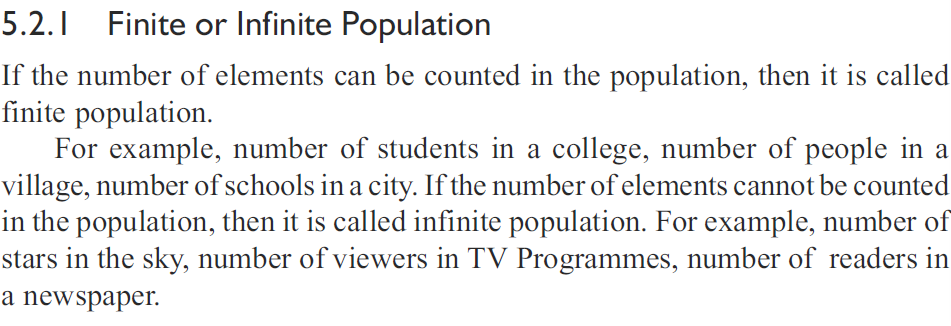 5.2.1 Finite or Infinite Population
If the number of elements can be counted in the population, then it is called
finite population.
For example, number of students in a college, number of people in a
village, number of schools in a city. If the number of elements cannot be counted
in the population, then it is called infinite population. For example, number of
stars in the sky, number of viewers in TV Programmes, number of readers in
a newspaper.